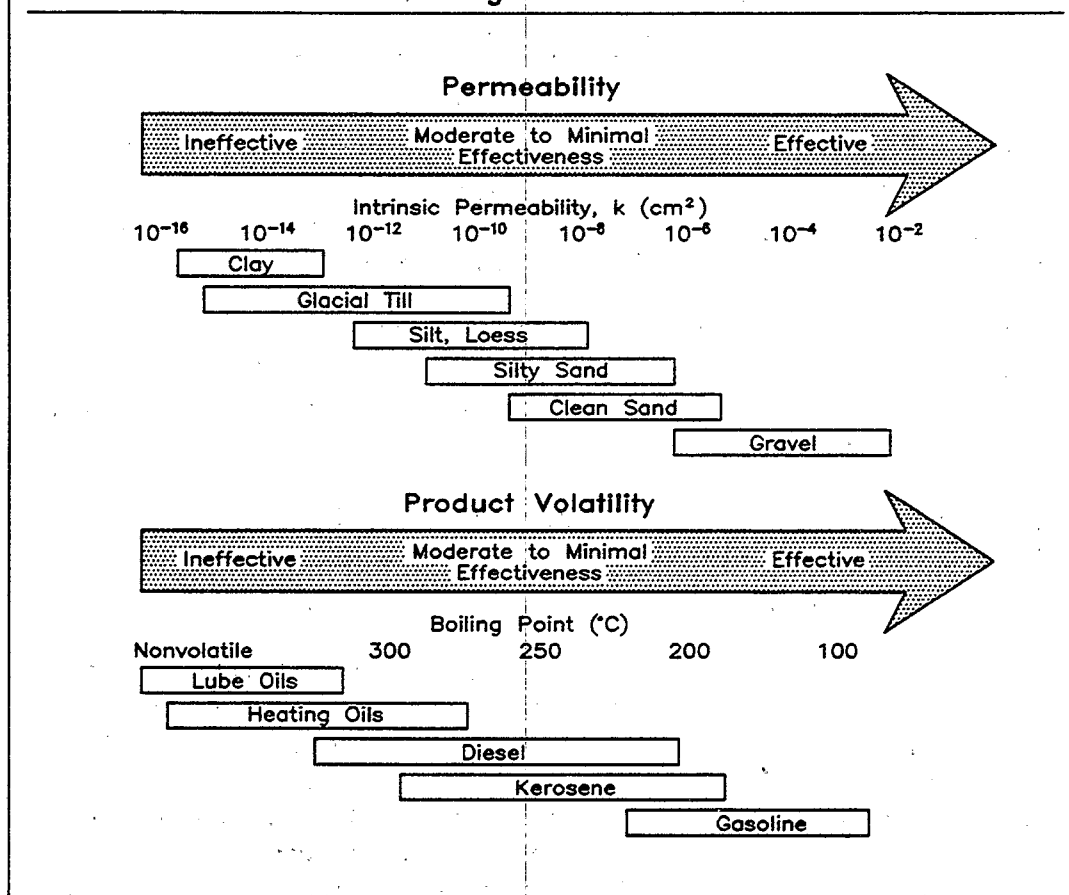 Permeability
Ineffective
Moderate to Minimal
Effectiveness
Effective
Intrinsic Permeability, k (cm²)
10⁻¹⁶ 10⁻¹⁴ 10⁻¹² 10⁻¹⁰ 10⁻⁸ 10⁻⁶ 10⁻⁴ 10⁻²
Clay
Glacial Till
Silt, Loess
Silty Sand
Clean Sand
Gravel
Product Volatility
Ineffective
Moderate to Minimal
Effectiveness
Effective
Boiling Point (°C)
Nonvolatile 300 250 200 100
Lube Oils
Heating Oils
Diesel
Kerosene
Gasoline